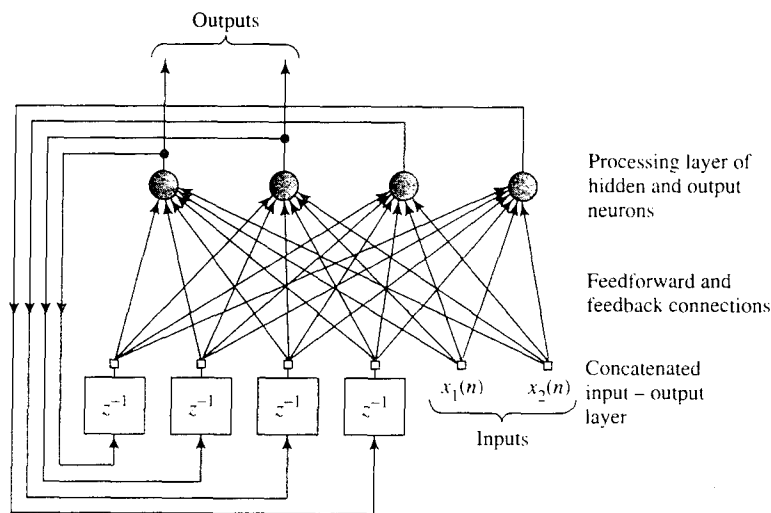 Outputs
Processing layer of
hidden and output
neurons
Feedforward and
feedback connections
Concatenated
input – output
layer
z⁻¹ z⁻¹ z⁻¹ z⁻¹ x₁(n) x₂(n)
Inputs